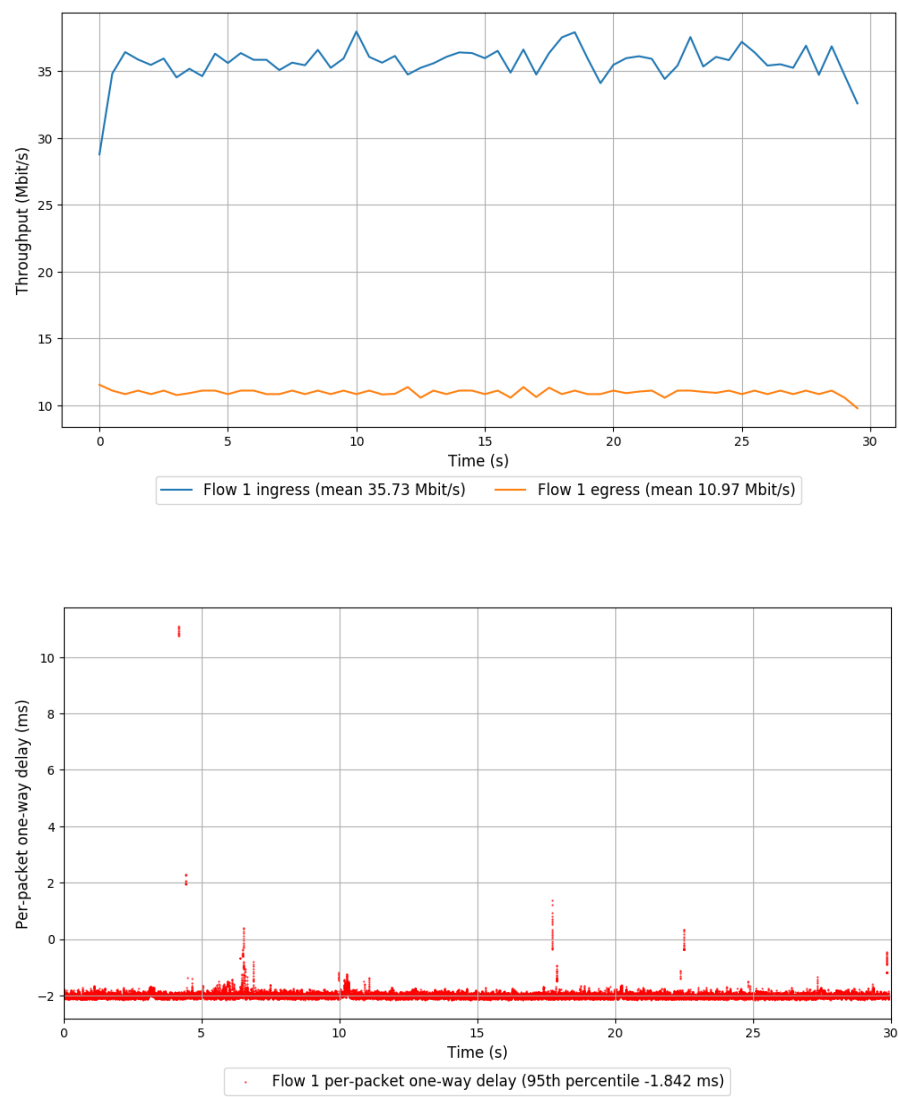 35
30
25
20
15
10
Throughput (Mbit/s)
0 5 10 15 20 25 30
Time (s)
Flow 1 ingress (mean 35.73 Mbit/s) Flow 1 egress (mean 10.97 Mbit/s)
10
8
6
4
2
0
−2
Per-packet one-way delay (ms)
0 5 10 15 20 25 30
Time (s)
Flow 1 per-packet one-way delay (95th percentile -1.842 ms)